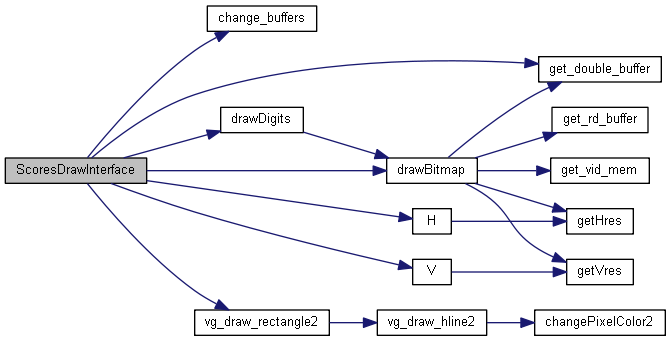 change_buffers
get_double_buffer
drawDigits
get_rd_buffer
ScoresDrawInterface
drawBitmap
get_vid_mem
H
getHres
V
getVres
vg_draw_rectangle2
vg_draw_hline2
changePixelColor2